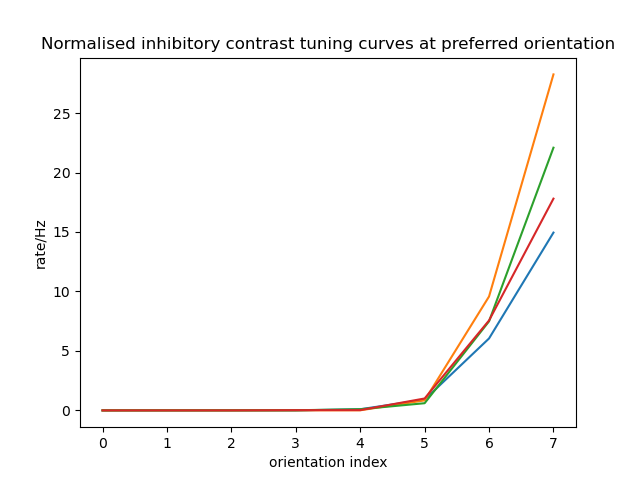 Normalised inhibitory contrast tuning curves at preferred orientation
25
20
15
10
5
0
rate/Hz
0 1 2 3 4 5 6 7
orientation index